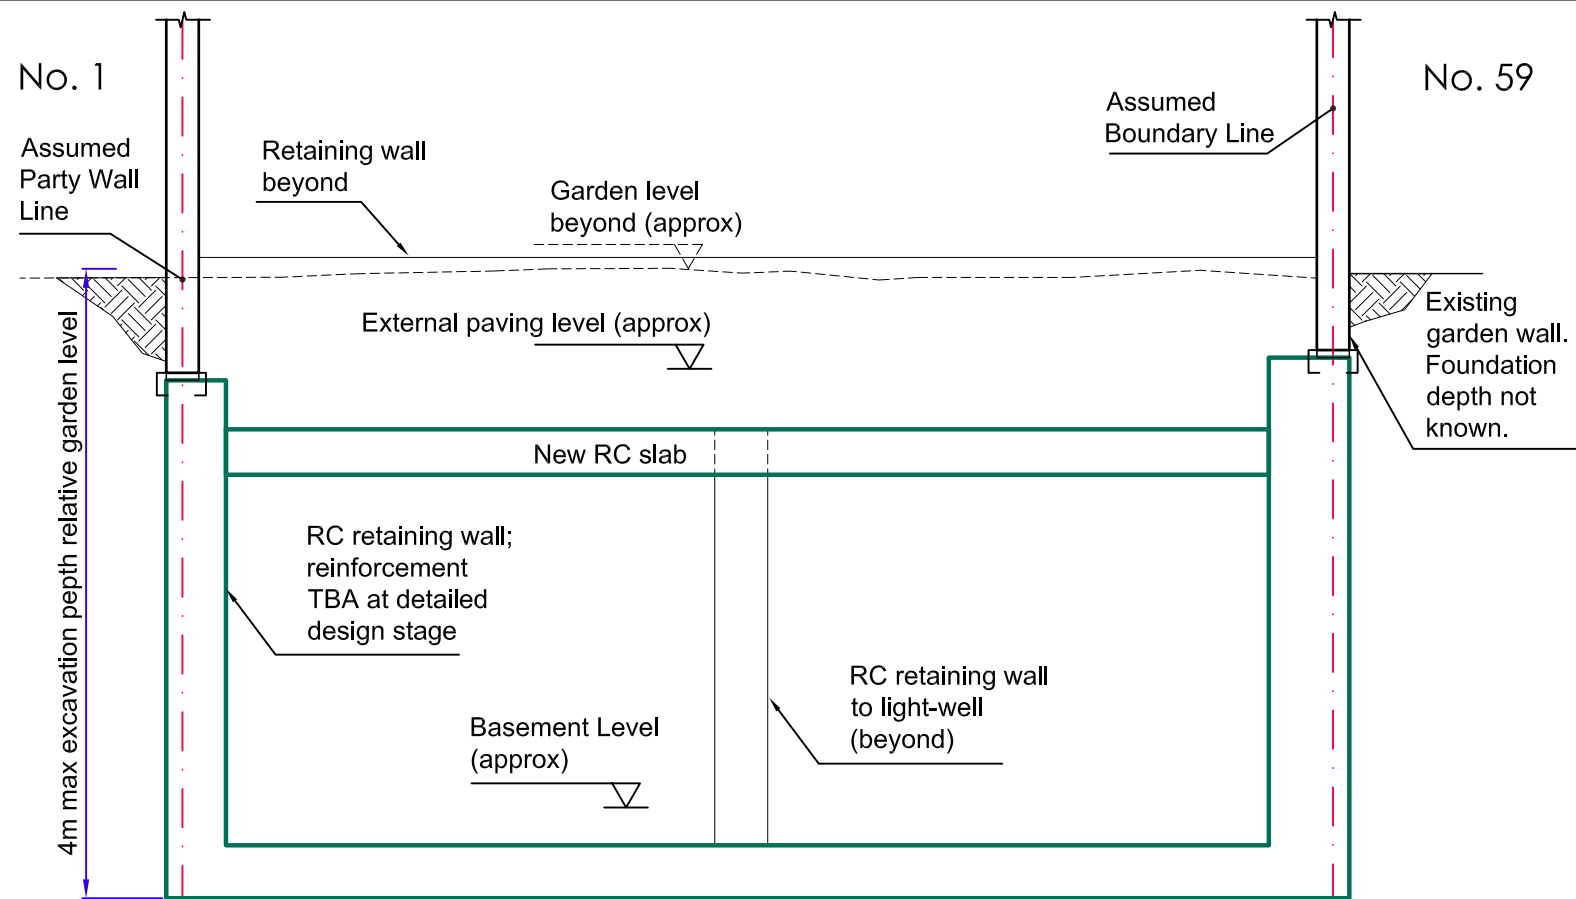 No. 1
No. 59
Assumed
Boundary Line
Assumed
Party Wall
Line
Retaining wall
beyond
Garden level
beyond (approx)
External paving level (approx)
Existing
garden wall.
Foundation
depth not
known.
4m max excavation pepth relative garden level
New RC slab
RC retaining wall;
reinforcement
TBA at detailed
design stage
RC retaining wall
to light-well
(beyond)
Basement Level
(approx)